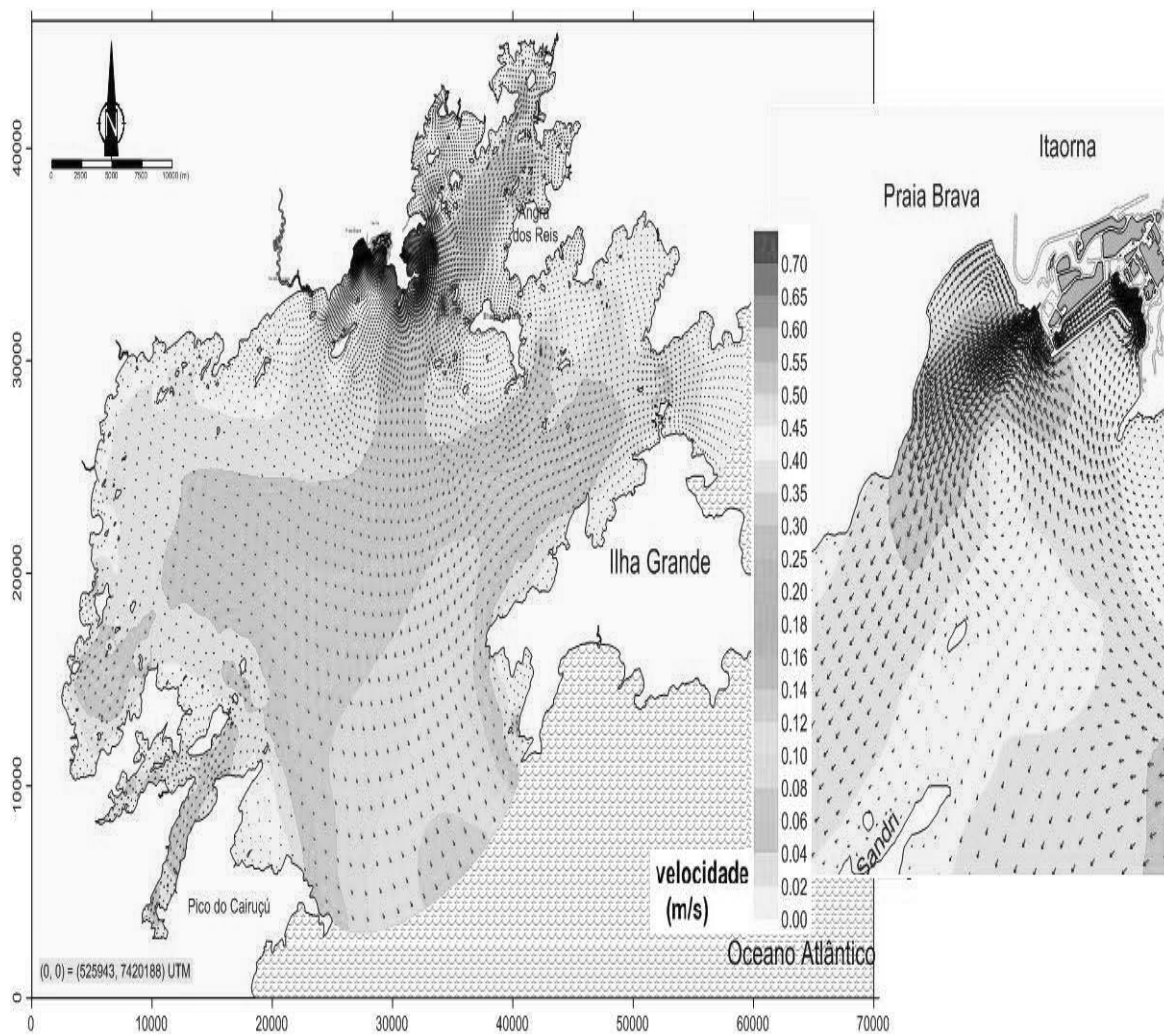 N
0 2500 5000 7500 10000 (m)
Angra
dos Reis
Ilha Grande
Pico do Cairuçú
(0, 0) = (525943, 7420188) UTM
Oceano Atlântico
0 10000 20000 30000 40000 50000 60000 70000
0
10000
20000
30000
40000
velocidade
(m/s)
0.70
0.65
0.60
0.55
0.50
0.45
0.40
0.35
0.30
0.25
0.20
0.18
0.16
0.14
0.12
0.10
0.08
0.06
0.04
0.02
0.00
Itaorna
Praia Brava
Sandri.